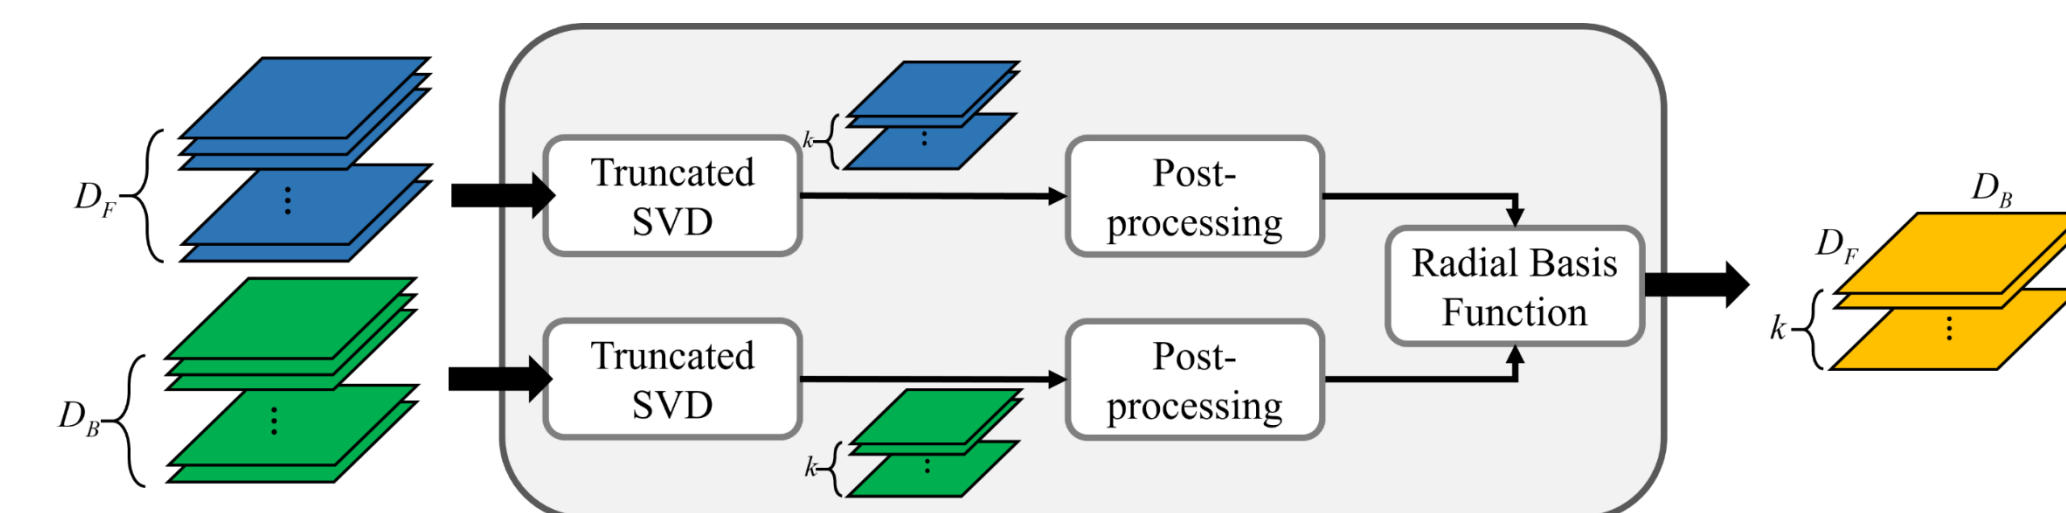 D_F
D_B
Truncated
SVD
k
Post-
processing
Truncated
SVD
k
Post-
processing
Radial Basis
Function
D_B
D_F
k